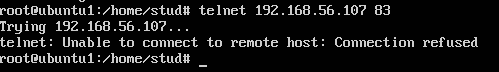 root@ubuntu1:/home/stud# telnet 192.168.56.107 83
Trying 192.168.56.107...
telnet: Unable to connect to remote host: Connection refused
root@ubuntu1:/home/stud# _